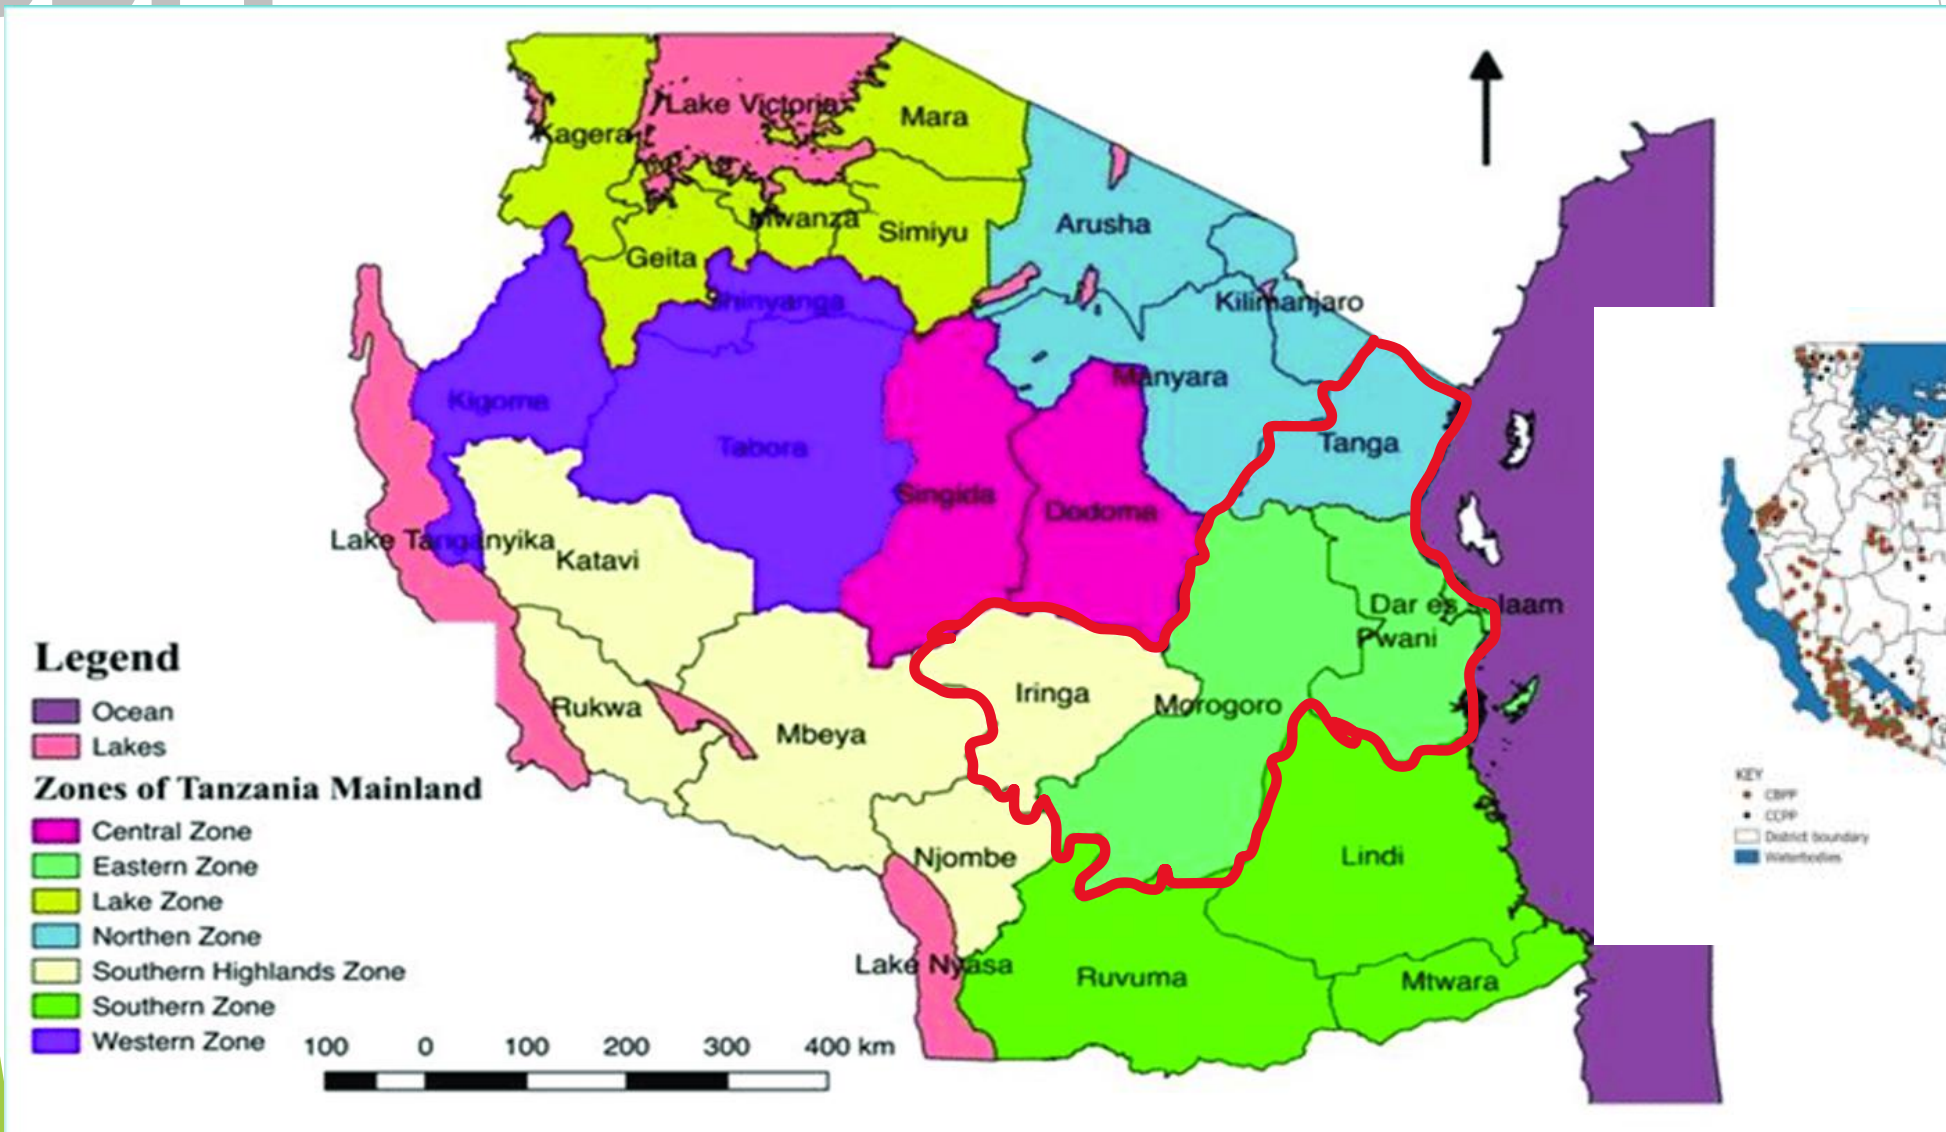 Lake Victoria
Mara
Kagera
Mwanza
Simiyu
Arusha
Geita
Shinyanga
Kilimanjaro
Manyara
Kigoma
Tabora
Tanga
Singida
Dodoma
Lake Tanganyika
Katavi
Dar es Salaam
Pwani
Iringa
Morogoro
Rukwa
Mbeya
Njombe
Lindi
Lake Nyasa
Ruvuma
Mtwara
Legend
Ocean
Lakes
Zones of Tanzania Mainland
Central Zone
Eastern Zone
Lake Zone
Northen Zone
Southern Highlands Zone
Southern Zone
Western Zone
100 0 100 200 300 400 km
KEY
CBPP
CCPP
District boundary
Waterbodies